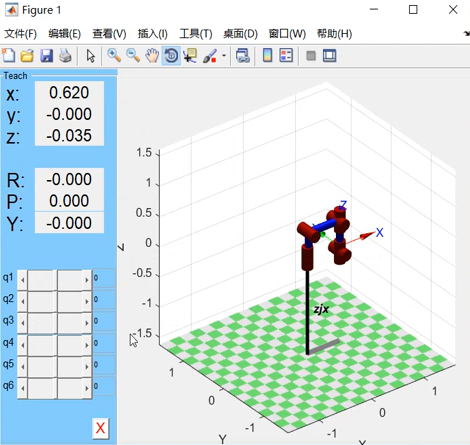 Figure 1
文件(F) 编辑(E) 查看(V) 插入(I) 工具(T) 桌面(D) 窗口(W) 帮助(H)
Teach
x: 0.620
y: -0.000
z: -0.035
R: -0.000
P: 0.000
Y: -0.000
q1 0
q2 0
q3 0
q4 0
q5 0
q6 0
X
1.5
1
0.5
0
-0.5
-1
-1.5
Z
Z
X
zjx
1
0
-1
Y
-1
0
1
X